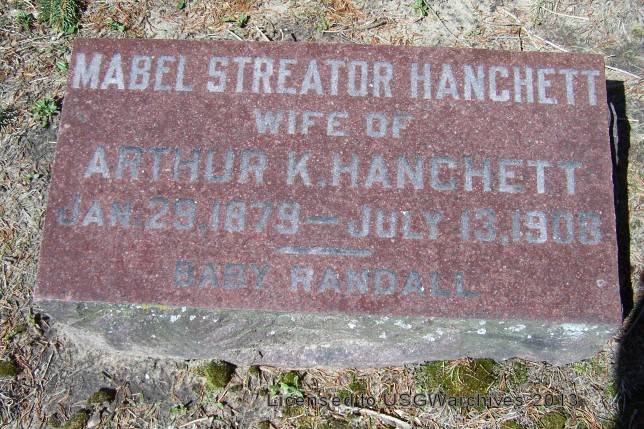 MABEL STREATOR HANCHETT
WIFE OF
ARTHUR K. HANCHETT
JAN. 29, 1879 — JULY 13, 1908
BABY RANDALL
Licensed to USGWarchives 2013